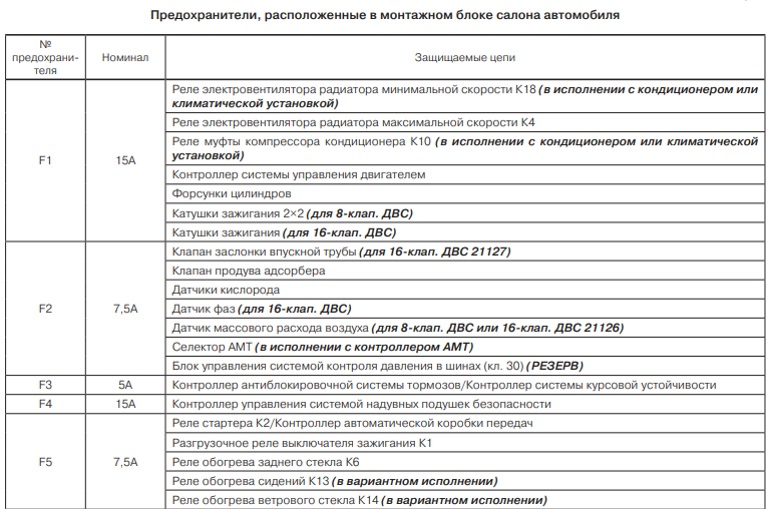 Предохранители, расположенные в монтажном блоке салона автомобиля
№ предохрани-теля Номинал Защищаемые цепи
F1 15А
Реле электровентилятора радиатора минимальной скорости К18 (в исполнении с кондиционером или
климатической установкой)
Реле электровентилятора радиатора максимальной скорости К4
Реле муфты компрессора кондиционера К10 (в исполнении с кондиционером или климатической
установкой)
Контроллер системы управления двигателем
Форсунки цилиндров
Катушки зажигания 2×2 (для 8-клап. ДВС)
Катушки зажигания (для 16-клап. ДВС)
F2 7,5А
Клапан заслонки впускной трубы (для 16-клап. ДВС 21127)
Клапан продува адсорбера
Датчики кислорода
Датчик фаз (для 16-клап. ДВС)
Датчик массового расхода воздуха (для 8-клап. ДВС или 16-клап. ДВС 21126)
Селектор АМТ (в исполнении с контроллером АМТ)
Блок управления системой контроля давления в шинах (кл. 30) (РЕЗЕРВ)
F3 5А Контроллер антиблокировочной системы тормозов/Контроллер системы курсовой устойчивости
F4 15А Контроллер управления системой надувных подушек безопасности
F5 7,5А
Реле стартера К2/Контроллер автоматической коробки передач
Разгрузочное реле выключателя зажигания К1
Реле обогрева заднего стекла К6
Реле обогрева сидений К13 (в вариантном исполнении)
Реле обогрева ветрового стекла К14 (в вариантном исполнении)